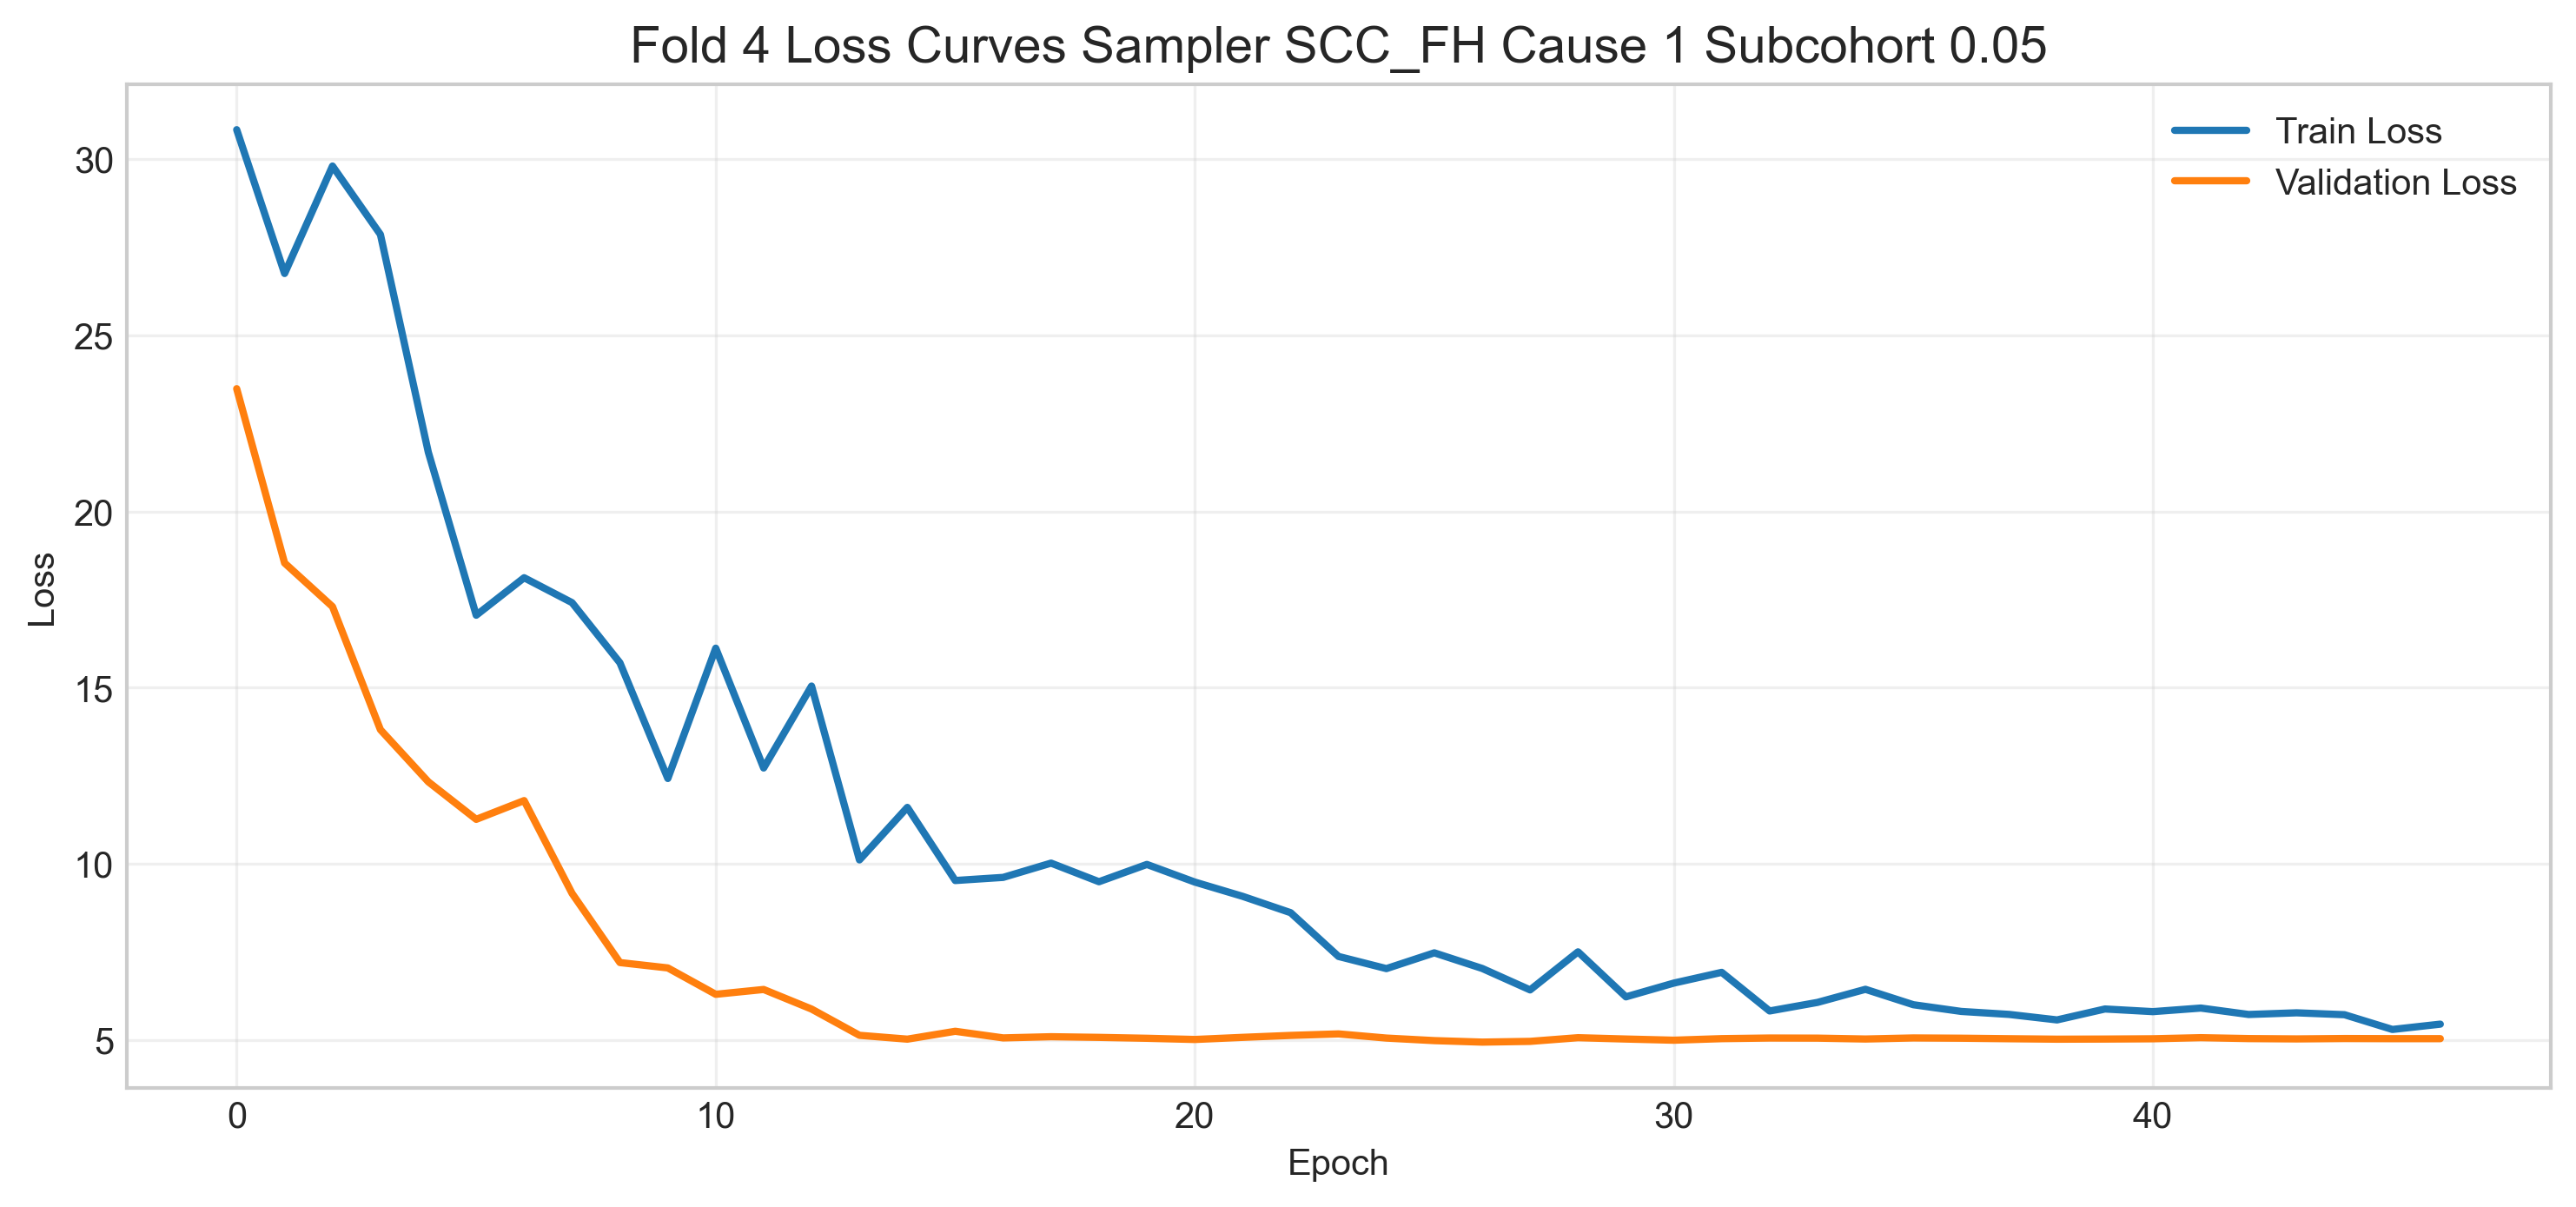 Fold 4 Loss Curves Sampler SCC_FH Cause 1 Subcohort 0.05
Train Loss
Validation Loss
30
25
20
15
10
5
Loss
0 10 20 30 40
Epoch